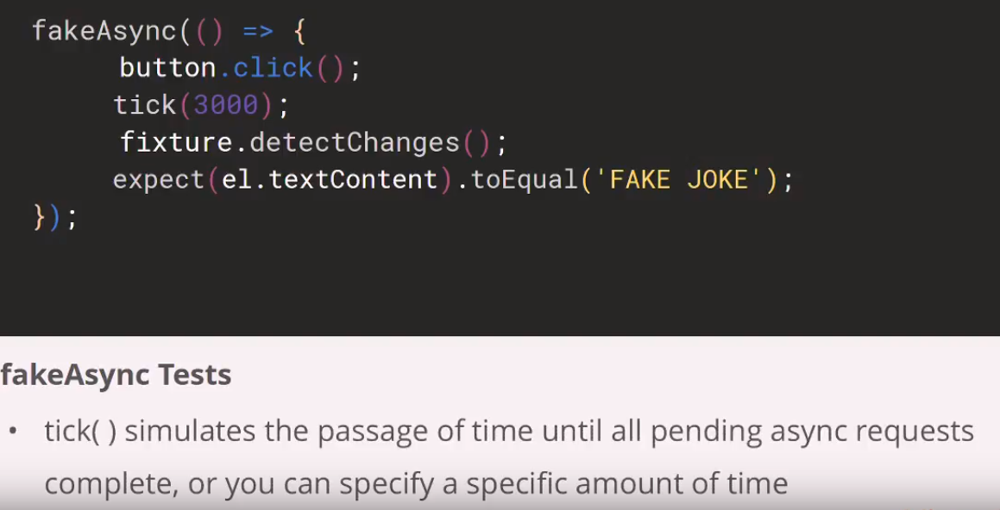 fakeAsync(() => {
button.click();
tick(3000);
fixture.detectChanges();
expect(el.textContent).toEqual('FAKE JOKE');
});
fakeAsync Tests
• tick( ) simulates the passage of time until all pending async requests
complete, or you can specify a specific amount of time